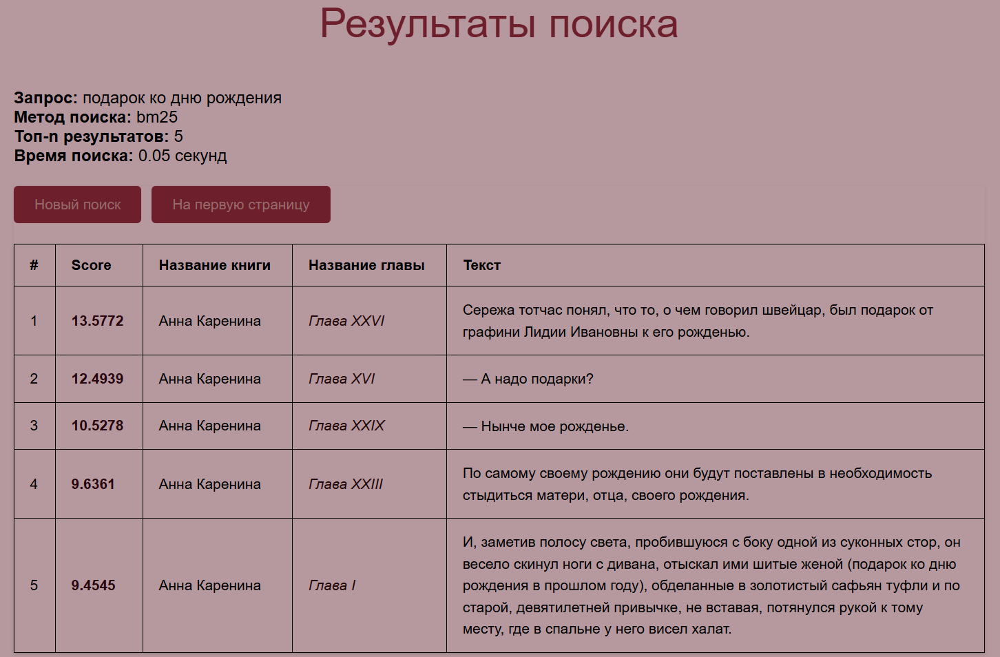 Результаты поиска
Запрос: подарок ко дню рождения
Метод поиска: bm25
Топ-n результатов: 5
Время поиска: 0.05 секунд
Новый поиск На первую страницу
# Score Название книги Название главы Текст
1 13.5772 Анна Каренина Глава XXVI Сережа тотчас понял, что то, о чем говорил швейцар, был подарок от
графини Лидии Ивановны к его рожденью.
2 12.4939 Анна Каренина Глава XVI — А надо подарки?
3 10.5278 Анна Каренина Глава XXIX — Нынче мое рожденье.
4 9.6361 Анна Каренина Глава XXIII По самому своему рождению они будут поставлены в необходимость
стыдиться матери, отца, своего рождения.
5 9.4545 Анна Каренина Глава I И, заметив полосу света, пробившуюся с боку одной из суконных стор, он
весело скинул ноги с дивана, отыскал ими шитые женой (подарок ко дню
рождения в прошлом году), обделанные в золотистый сафьян туфли и по
старой, девятилетней привычке, не вставая, потянулся рукой к тому
месту, где в спальне у него висел халат.